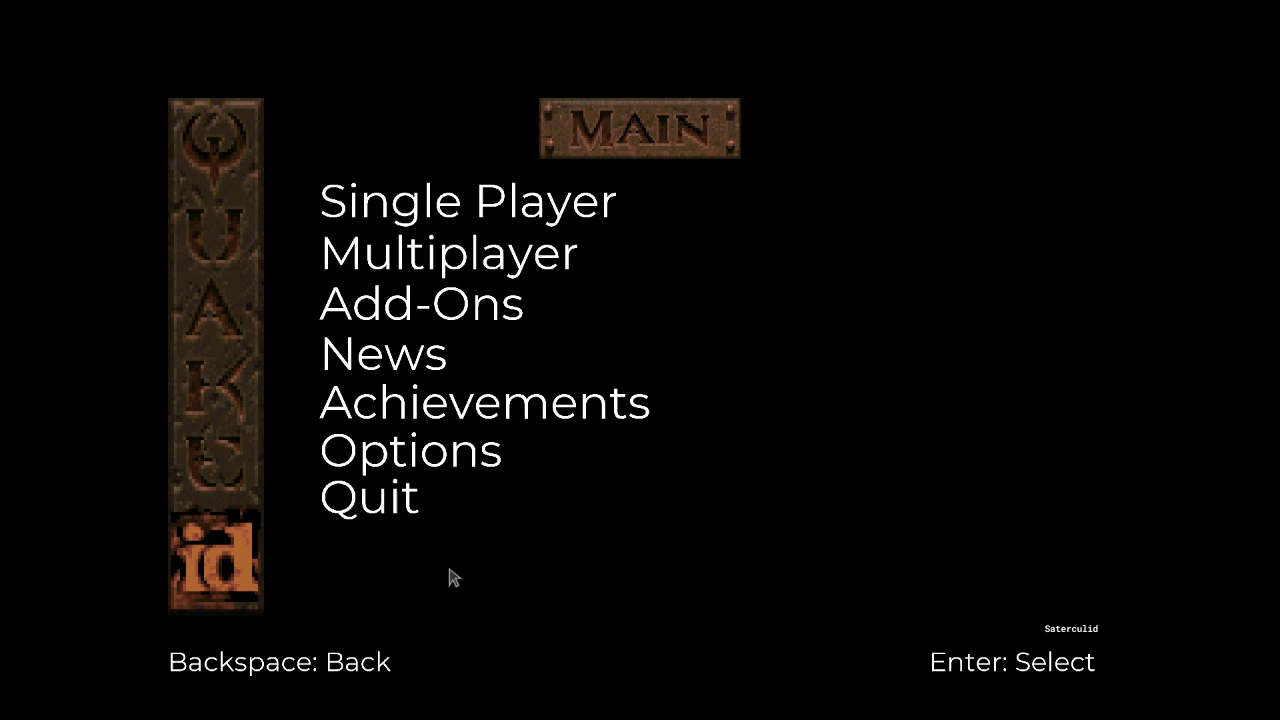 QUAKE
id
MAIN
Single Player
Multiplayer
Add-Ons
News
Achievements
Options
Quit
Saterculid
Backspace: Back
Enter: Select